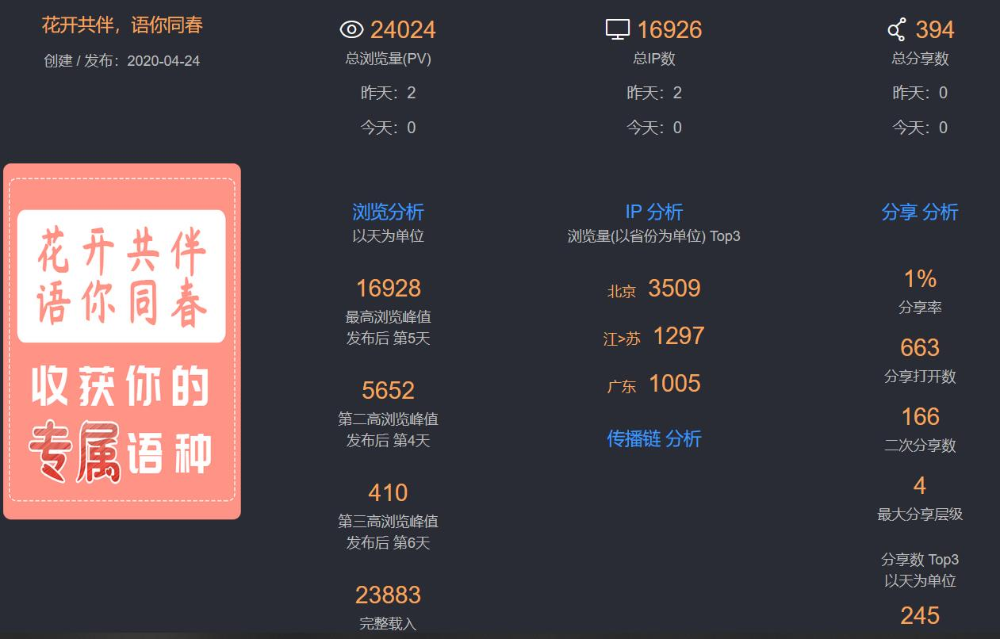 花开共伴，语你同春
创建 / 发布：2020-04-24
花开共伴
语你同春
收获你的
专属语种
24024
总浏览量(PV)
昨天：2
今天：0
浏览分析
以天为单位
16928
最高浏览峰值
发布后 第5天
5652
第二高浏览峰值
发布后 第4天
410
第三高浏览峰值
发布后 第6天
23883
完整载入
16926
总IP数
昨天：2
今天：0
IP 分析
浏览量(以省份为单位) Top3
北京 3509
江>苏 1297
广东 1005
传播链 分析
394
总分享数
昨天：0
今天：0
分享 分析
1%
分享率
663
分享打开数
166
二次分享数
4
最大分享层级
分享数 Top3
以天为单位
245